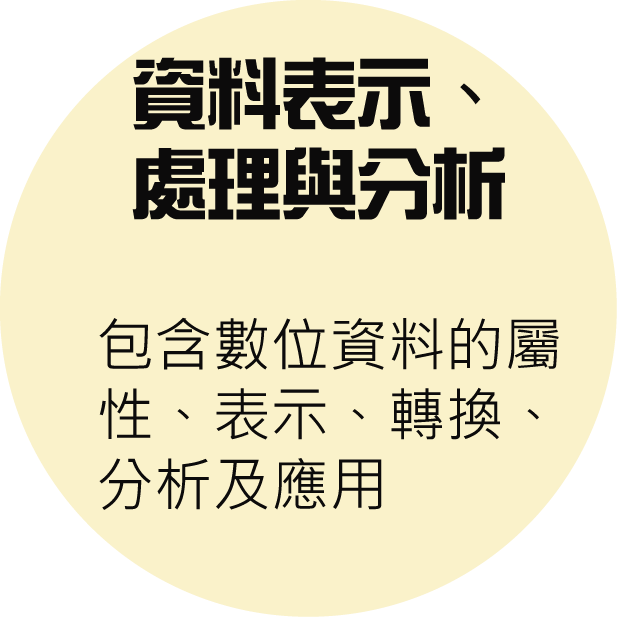 資料表示、
處理與分析
包含數位資料的屬
性、表示、轉換、
分析及應用